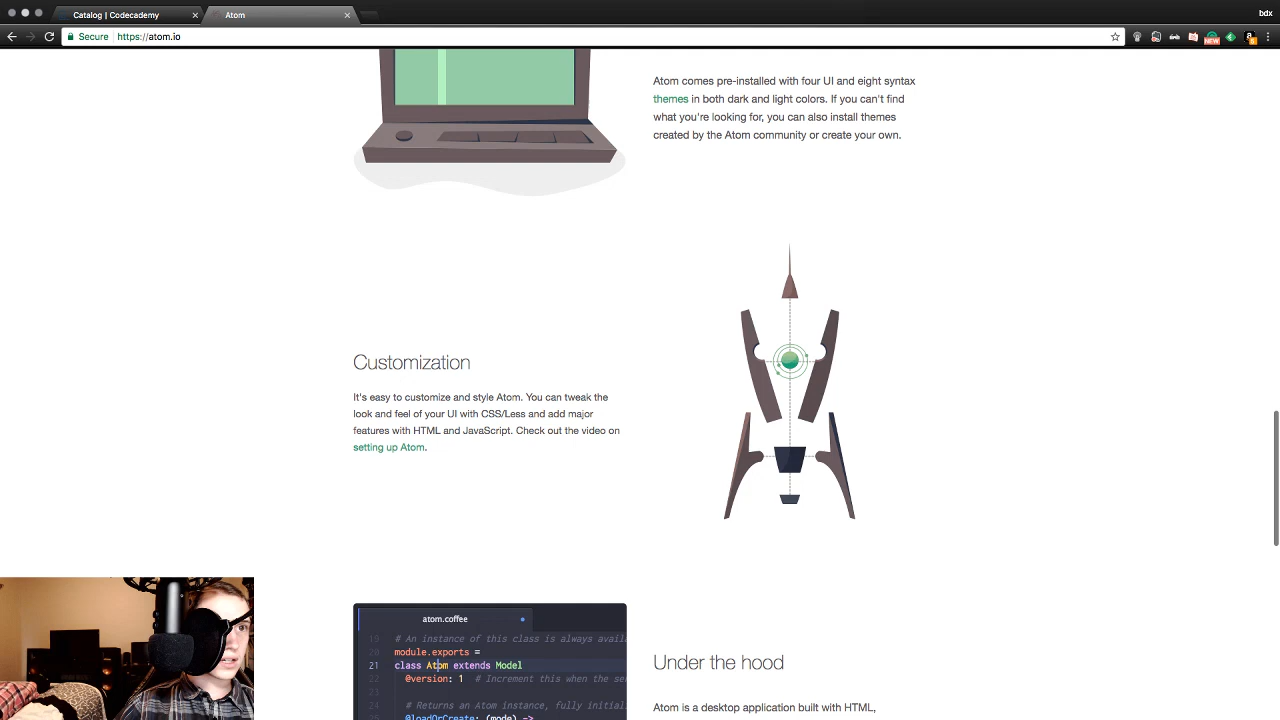 Catalog | Codecademy
Atom
bdx
Secure
https://atom.io
NEW
Atom comes pre-installed with four UI and eight syntax
themes in both dark and light colors. If you can't find
what you're looking for, you can also install themes
created by the Atom community or create your own.
Customization
It's easy to customize and style Atom. You can tweak the
look and feel of your UI with CSS/Less and add major
features with HTML and JavaScript. Check out the video on
setting up Atom.
atom.coffee
19 # An instance of this class is always avail
20 module.exports =
21 class Atom extends Model
22 @version: 1 # Increment this when the se
23
24 # Returns an Atom instance, fully initial
@loadOrCreate: (mode) ->
Under the hood
Atom is a desktop application built with HTML,